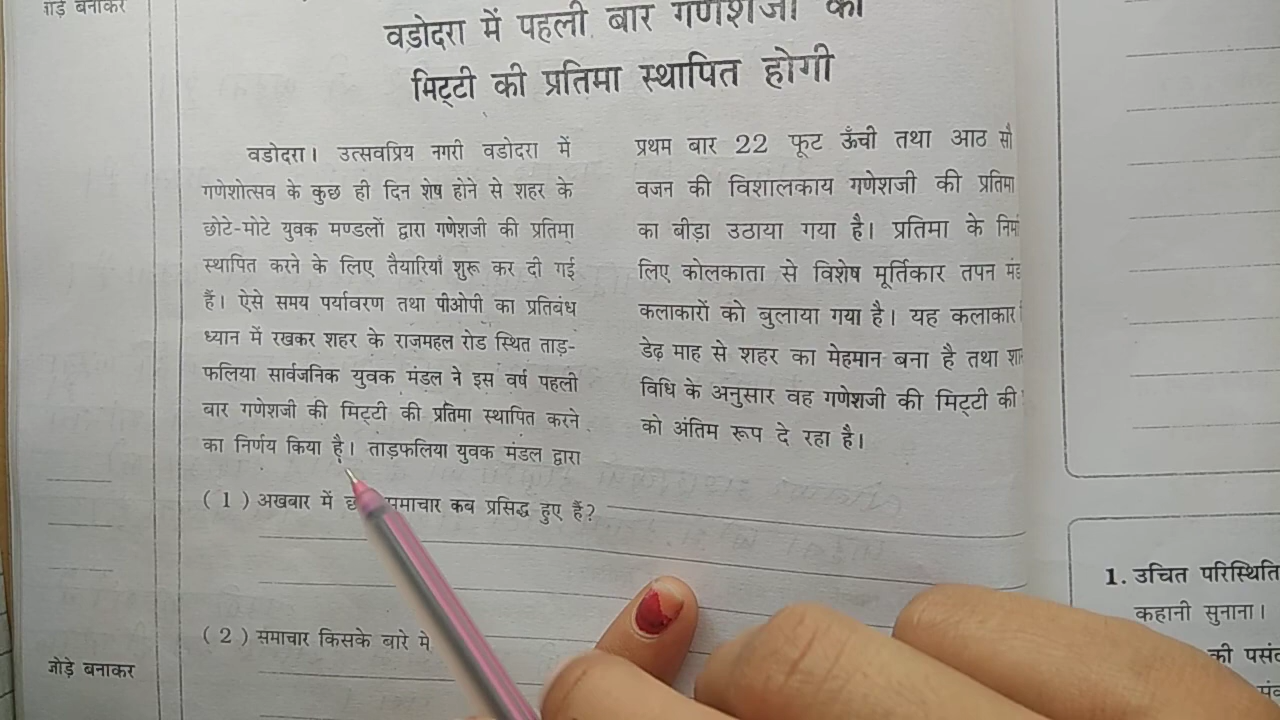 जोड़े बनाकर
वड़ोदरा में पहली बार गणेशजी की
मिट्टी की प्रतिमा स्थापित होगी
वडोदरा। उत्सवप्रिय नगरी वडोदरा में
गणेशोत्सव के कुछ ही दिन शेष होने से शहर के
छोटे-मोटे युवक मण्डलों द्वारा गणेशजी की प्रतिमा
स्थापित करने के लिए तैयारियाँ शुरू कर दी गई
हैं। ऐसे समय पर्यावरण तथा पीओपी का प्रतिबंध
ध्यान में रखकर शहर के राजमहल रोड स्थित ताड़-
फलिया सार्वजनिक युवक मंडल ने इस वर्ष पहली
बार गणेशजी की मिट्टी की प्रतिमा स्थापित करने
का निर्णय किया है। ताड़फलिया युवक मंडल द्वारा
प्रथम बार 22 फूट ऊँची तथा आठ सौ
वजन की विशालकाय गणेशजी की प्रतिमा
का बीड़ा उठाया गया है। प्रतिमा के
लिए कोलकाता से विशेष मूर्तिकार तपन
कलाकारों को बुलाया गया है। यह कलाकार
डेढ़ माह से शहर का मेहमान बना है तथा
विधि के अनुसार वह गणेशजी की मिट्टी की
को अंतिम रूप दे रहा है।
( 1 ) अखबार में समाचार कब प्रसिद्ध हुए हैं?
( 2 ) समाचार किसके बारे में
जोड़े बनाकर
1. उचित परिस्थिति
कहानी सुनाना।
की